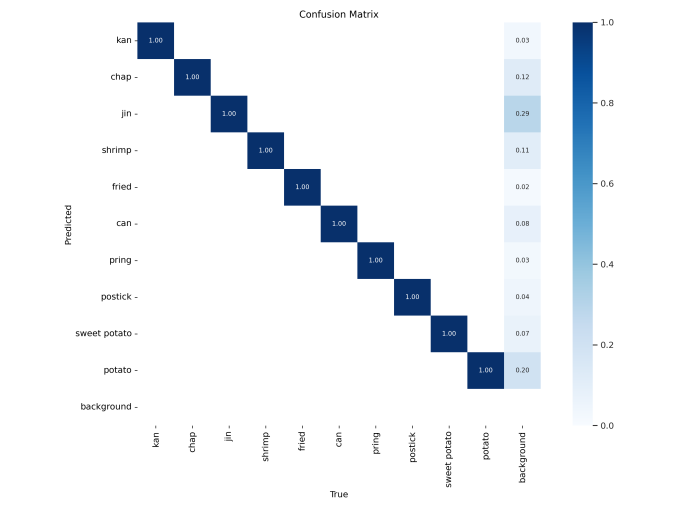 Confusion Matrix
kan
1.00
0.03
chap
1.00
0.12
jin
1.00
0.29
shrimp
1.00
0.11
fried
1.00
0.02
can
1.00
0.08
pring
1.00
0.03
postick
1.00
0.04
sweet potato
1.00
0.07
potato
1.00
0.20
background
Predicted
kan
chap
jin
shrimp
fried
can
pring
postick
sweet potato
potato
background
True
1.0
0.8
0.6
0.4
0.2
0.0